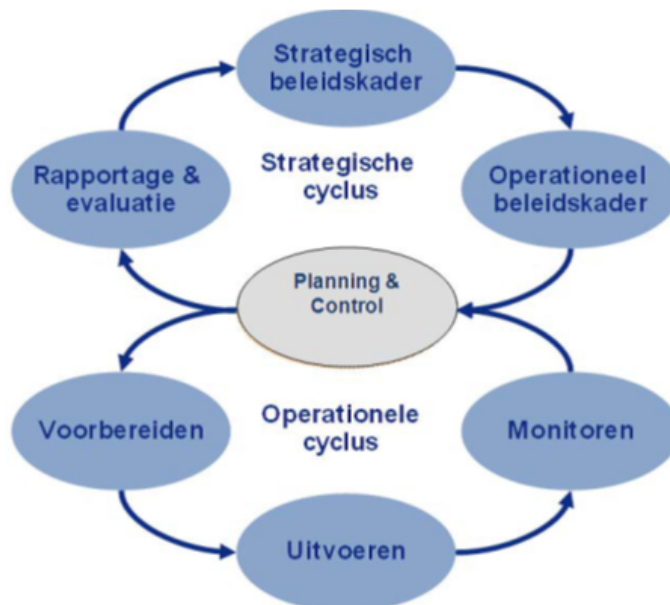 Strategisch
beleidskader
Strategische
cyclus
Rapportage &
evaluatie
Operationeel
beleidskader
Planning &
Control
Voorbereiden
Operationele
cyclus
Monitoren
Uitvoeren